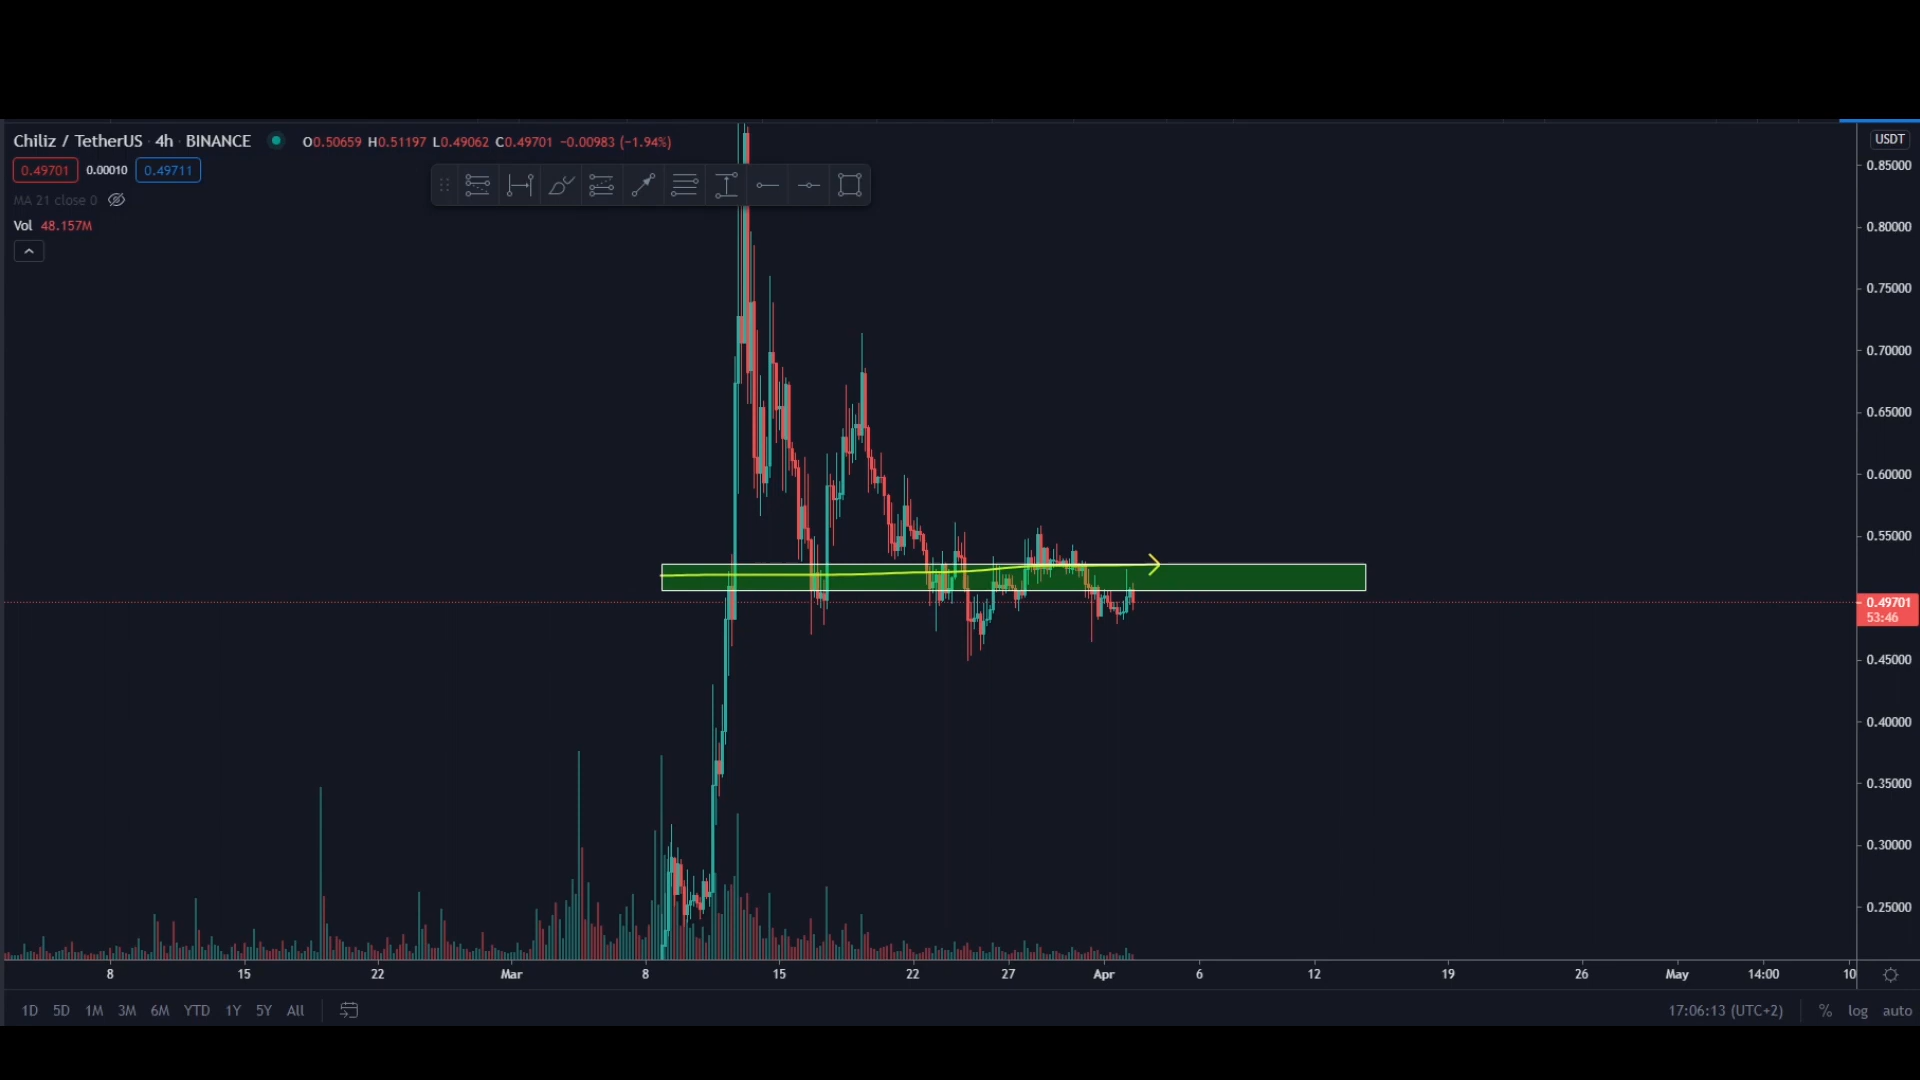 Chiliz / TetherUS · 4h · BINANCE O0.50659 H0.51197 L0.49062 C0.49701 −0.00983 (−1.94%)
USDT
0.49701 0.00010 0.49711
MA 21 close 0
Vol 48.157M
0.85000
0.80000
0.75000
0.70000
0.65000
0.60000
0.55000
0.49701
53:46
0.45000
0.40000
0.35000
0.30000
0.25000
8 15 22 Mar 8 15 22 27 Apr 6 12 19 26 May 14:00 10
1D 5D 1M 3M 6M YTD 1Y 5Y All 17:06:13 (UTC+2) % log auto